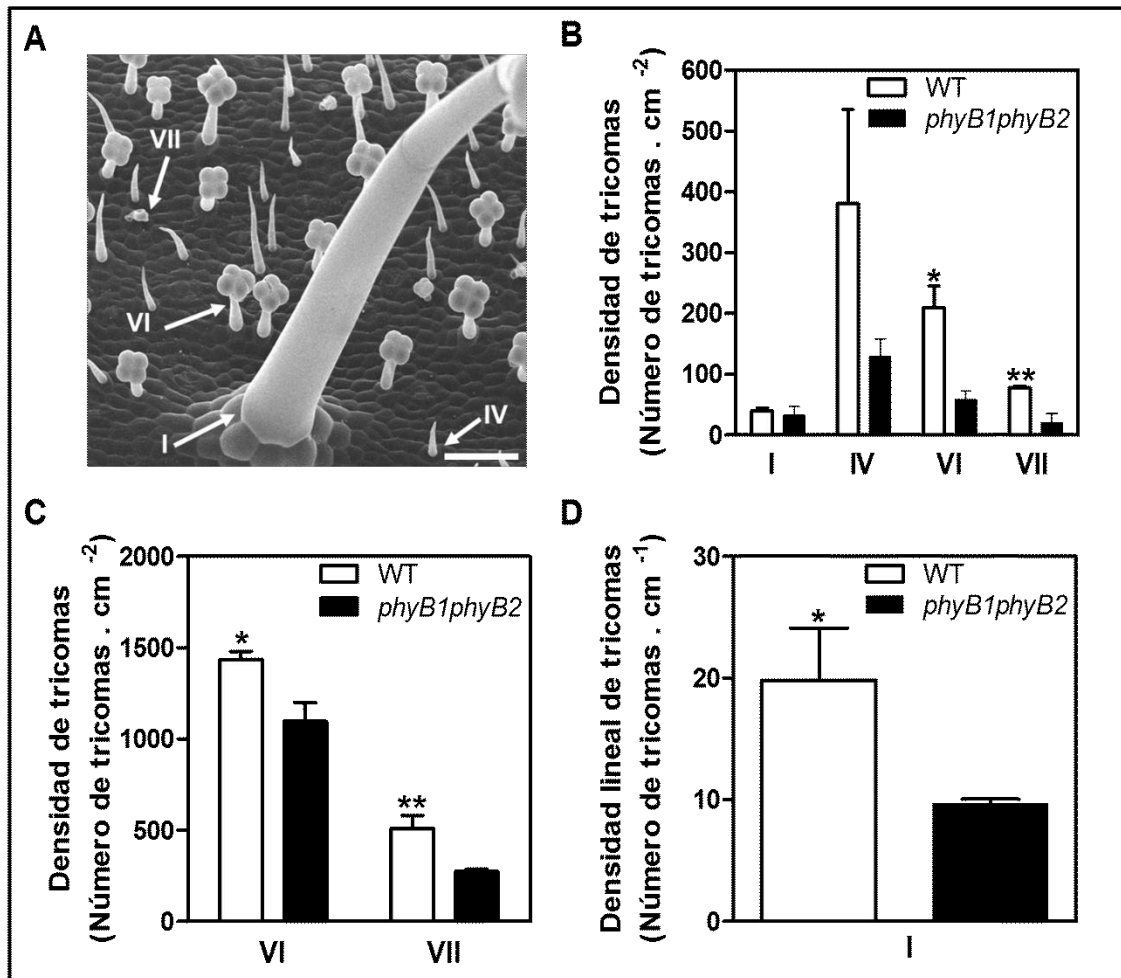 A
VII
VI
I
IV
B
Densidad de tricomas
(Número de tricomas . cm -2)
600
500
400
300
200
100
0
WT
phyB1phyB2
*
**
I IV VI VII
C
Densidad de tricomas
(Número de tricomas . cm -2)
2000
1500
1000
500
0
WT
phyB1phyB2
*
**
VI VII
D
Densidad lineal de tricomas
(Número de tricomas . cm -1)
30
20
10
0
WT
phyB1phyB2
*
I